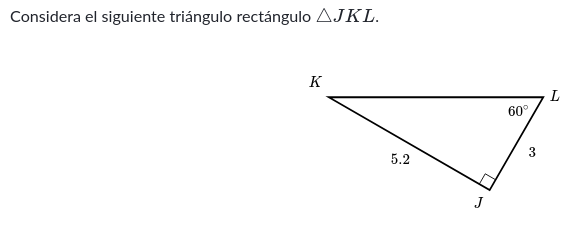 Considera el siguiente triángulo rectángulo △JKL.
K
L
60°
5.2
3
J